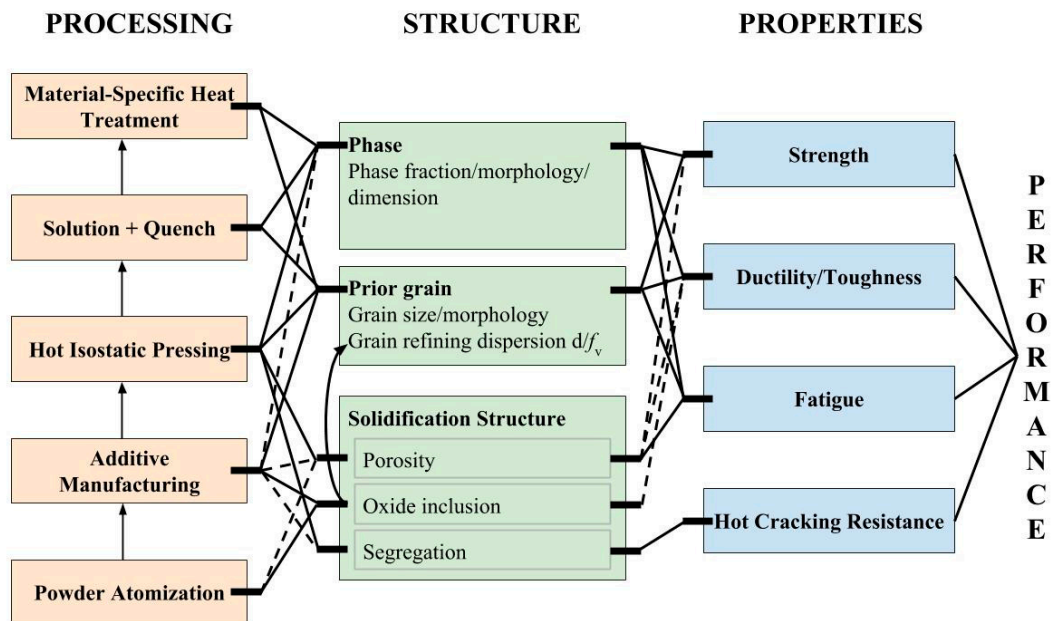 PROCESSING
STRUCTURE
PROPERTIES
Material-Specific Heat
Treatment
Solution + Quench
Hot Isostatic Pressing
Additive
Manufacturing
Powder Atomization
Phase
Phase fraction/morphology/
dimension
Prior grain
Grain size/morphology
Grain refining dispersion d/fv
Solidification Structure
Porosity
Oxide inclusion
Segregation
Strength
Ductility/Toughness
Fatigue
Hot Cracking Resistance
PERFORMANCE